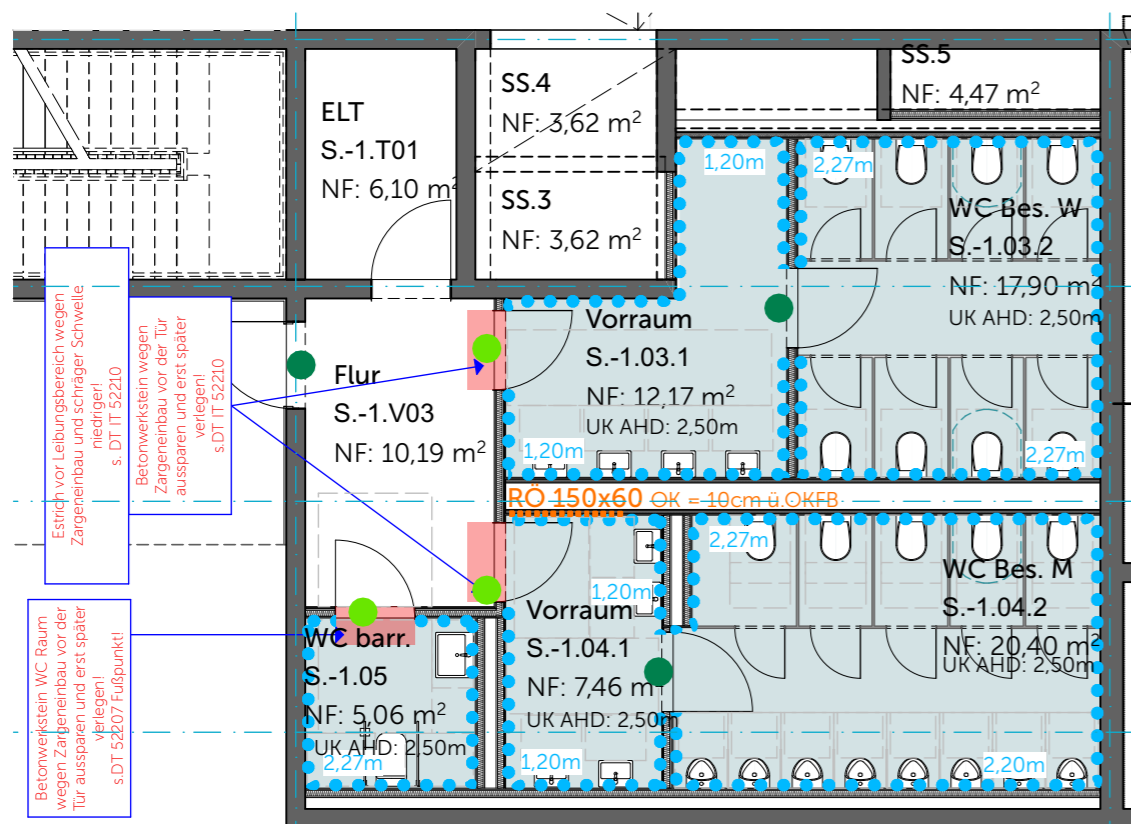 SS.5
NF: 4,47 m²
SS.4
NF: 3,62 m²
ELT
S.-1.T01
NF: 6,10 m²
SS.3
NF: 3,62 m²
1,20m
2,27m
WC Bes. W
S.-1.03.2
NF: 17,90 m²
UK AHD: 2,50m
2,27m
Vorraum
S.-1.03.1
NF: 12,17 m²
UK AHD: 2,50m
1,20m
Flur
S.-1.V03
NF: 10,19 m²
Estrich vor Leibungsbereich wegen
Zargeneinbau und schräger Schwelle
niedriger!
s. DT IT 52210
Betonwerkstein wegen
Zargeneinbau vor der Tür
aussparen und erst später
verlegen!
s.DT IT 52210
RÖ 150x60 OK = 10cm ü.OKFB
2,27m
WC Bes. M
S.-1.04.2
NF: 20,40 m²
UK AHD: 2,50m
2,20m
1,20m
Vorraum
S.-1.04.1
NF: 7,46 m
UK AHD: 2,50m
1,20m
WC barr.
S.-1.05
NF: 5,06 m²
UK AHD: 2,50m
2,27m
Betonwerkstein WC Raum
wegen Zargeneinbau vor der
Tür aussparen und erst später
verlegen!
s.DT 52207 Fußpunkt!